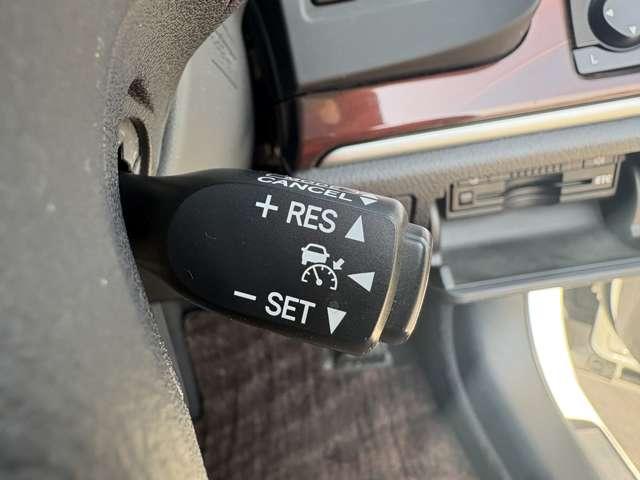 CANCEL
+ RES
- SET
L